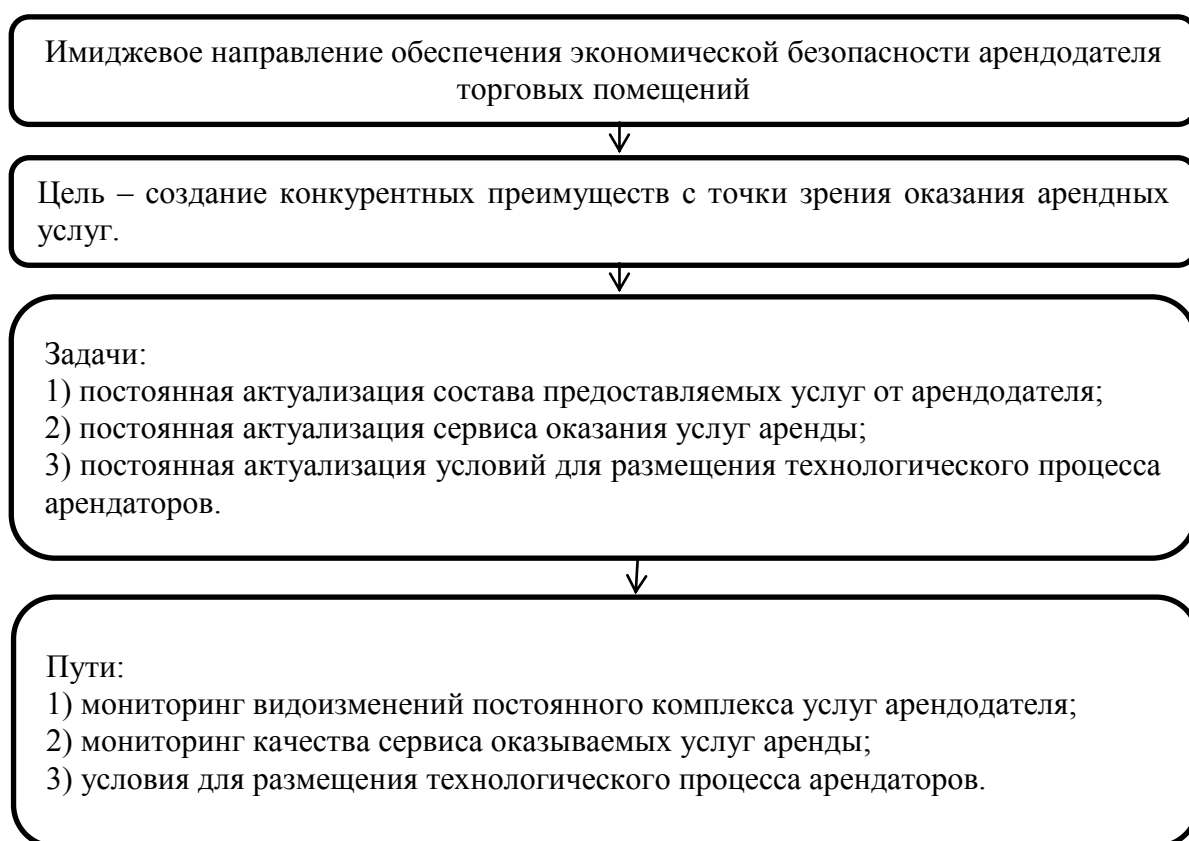 Имиджевое направление обеспечения экономической безопасности арендодателя
торговых помещений
Цель – создание конкурентных преимуществ с точки зрения оказания арендных
услуг.
Задачи:
1) постоянная актуализация состава предоставляемых услуг от арендодателя;
2) постоянная актуализация сервиса оказания услуг аренды;
3) постоянная актуализация условий для размещения технологического процесса
арендаторов.
Пути:
1) мониторинг видоизменений постоянного комплекса услуг арендодателя;
2) мониторинг качества сервиса оказываемых услуг аренды;
3) условия для размещения технологического процесса арендаторов.